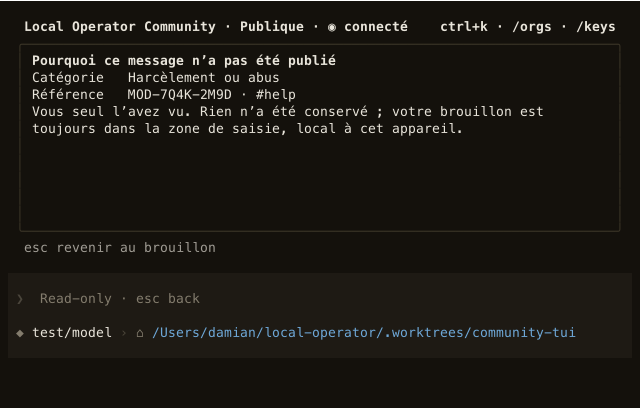 Local Operator Community · Publique · ◉ connecté    ctrl+k · /orgs · /keys
Pourquoi ce message n’a pas été publié
Catégorie   Harcèlement ou abus
Référence   MOD-7Q4K-2M9D · #help
Vous seul l’avez vu. Rien n’a été conservé ; votre brouillon est
toujours dans la zone de saisie, local à cet appareil.
esc revenir au brouillon
❯  Read-only · esc back
◆ test/model › ⌂ /Users/damian/local-operator/.worktrees/community-tui